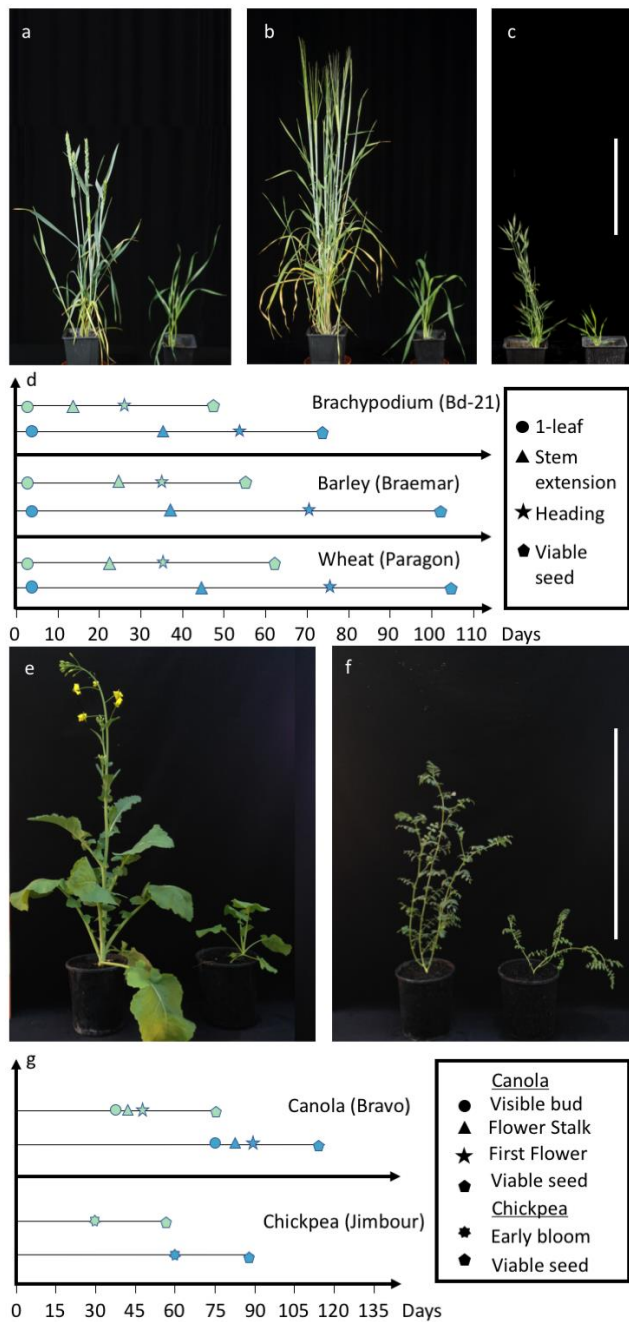 a
b
c
d
Brachypodium (Bd-21)
Barley (Braemar)
Wheat (Paragon)
0 10 20 30 40 50 60 70 80 90 100 110 Days
1-leaf
Stem
extension
Heading
Viable
seed
e
f
g
Canola (Bravo)
Chickpea (Jimbour)
0 15 30 45 60 75 90 105 120 135 Days
Canola
Visible bud
Flower Stalk
First Flower
Viable seed
Chickpea
Early bloom
Viable seed